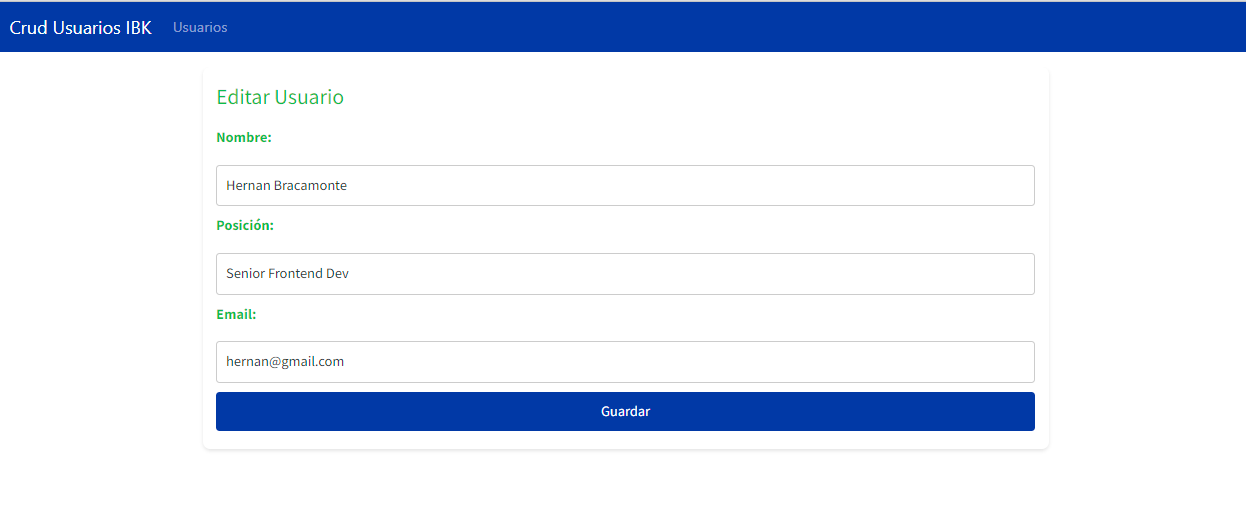 Crud Usuarios IBK Usuarios
Editar Usuario
Nombre:
Hernan Bracamonte
Posición:
Senior Frontend Dev
Email:
hernan@gmail.com
Guardar